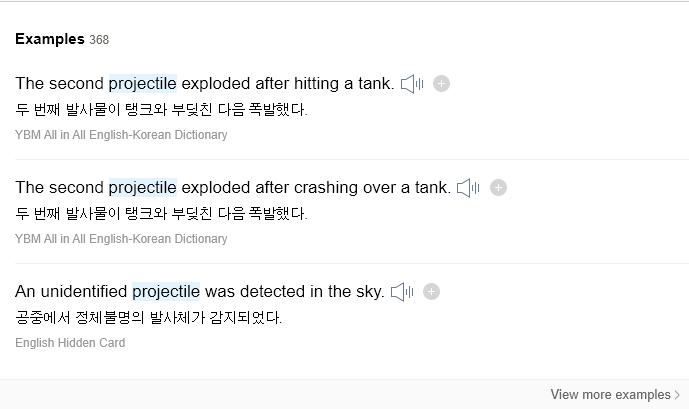 Examples 368
The second projectile exploded after hitting a tank.
두 번째 발사물이 탱크와 부딪친 다음 폭발했다.
YBM All in All English-Korean Dictionary
The second projectile exploded after crashing over a tank.
두 번째 발사물이 탱크와 부딪친 다음 폭발했다.
YBM All in All English-Korean Dictionary
An unidentified projectile was detected in the sky.
공중에서 정체불명의 발사체가 감지되었다.
English Hidden Card
View more examples